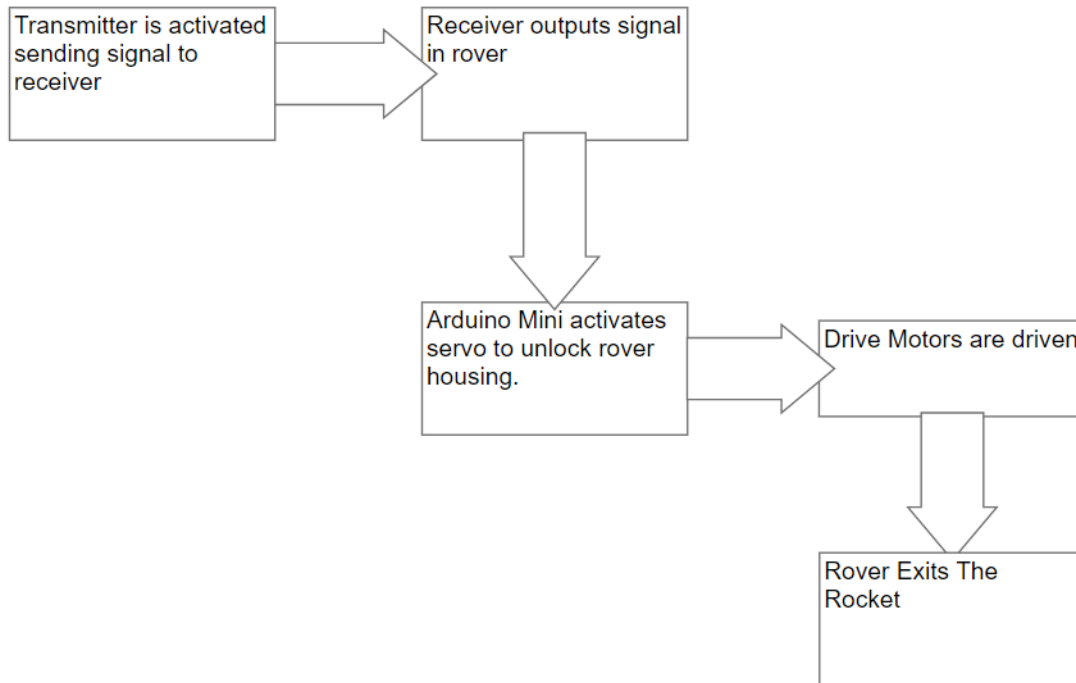 Transmitter is activated
sending signal to
receiver
Receiver outputs signal
in rover
Arduino Mini activates
servo to unlock rover
housing.
Drive Motors are driven
Rover Exits The
Rocket